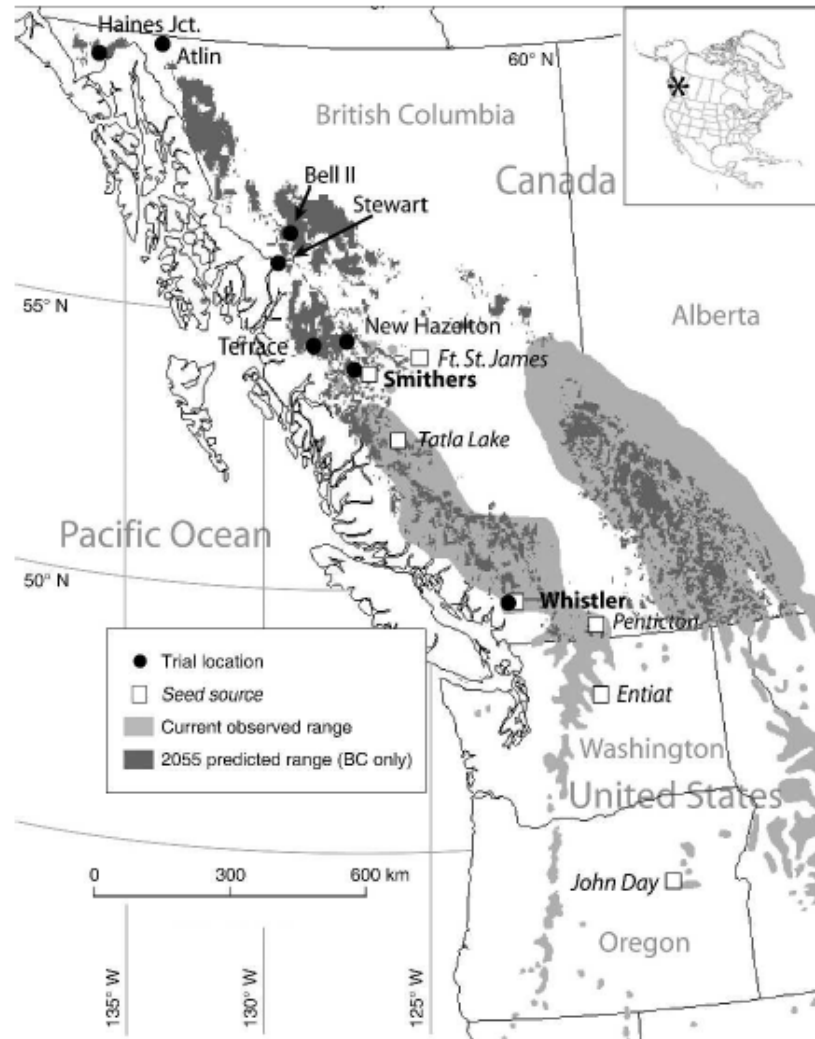 Haines Jct.
Atlin
60° N
British Columbia
Canada
Bell II
Stewart
55° N
Alberta
New Hazelton
Terrace
Ft. St. James
Smithers
Tatla Lake
Pacific Ocean
50° N
Whistler
Penticton
Trial location
Seed source
Current observed range
2055 predicted range (BC only)
Entiat
Washington
United States
0 300 600 km
John Day
Oregon
135° W
130° W
125° W